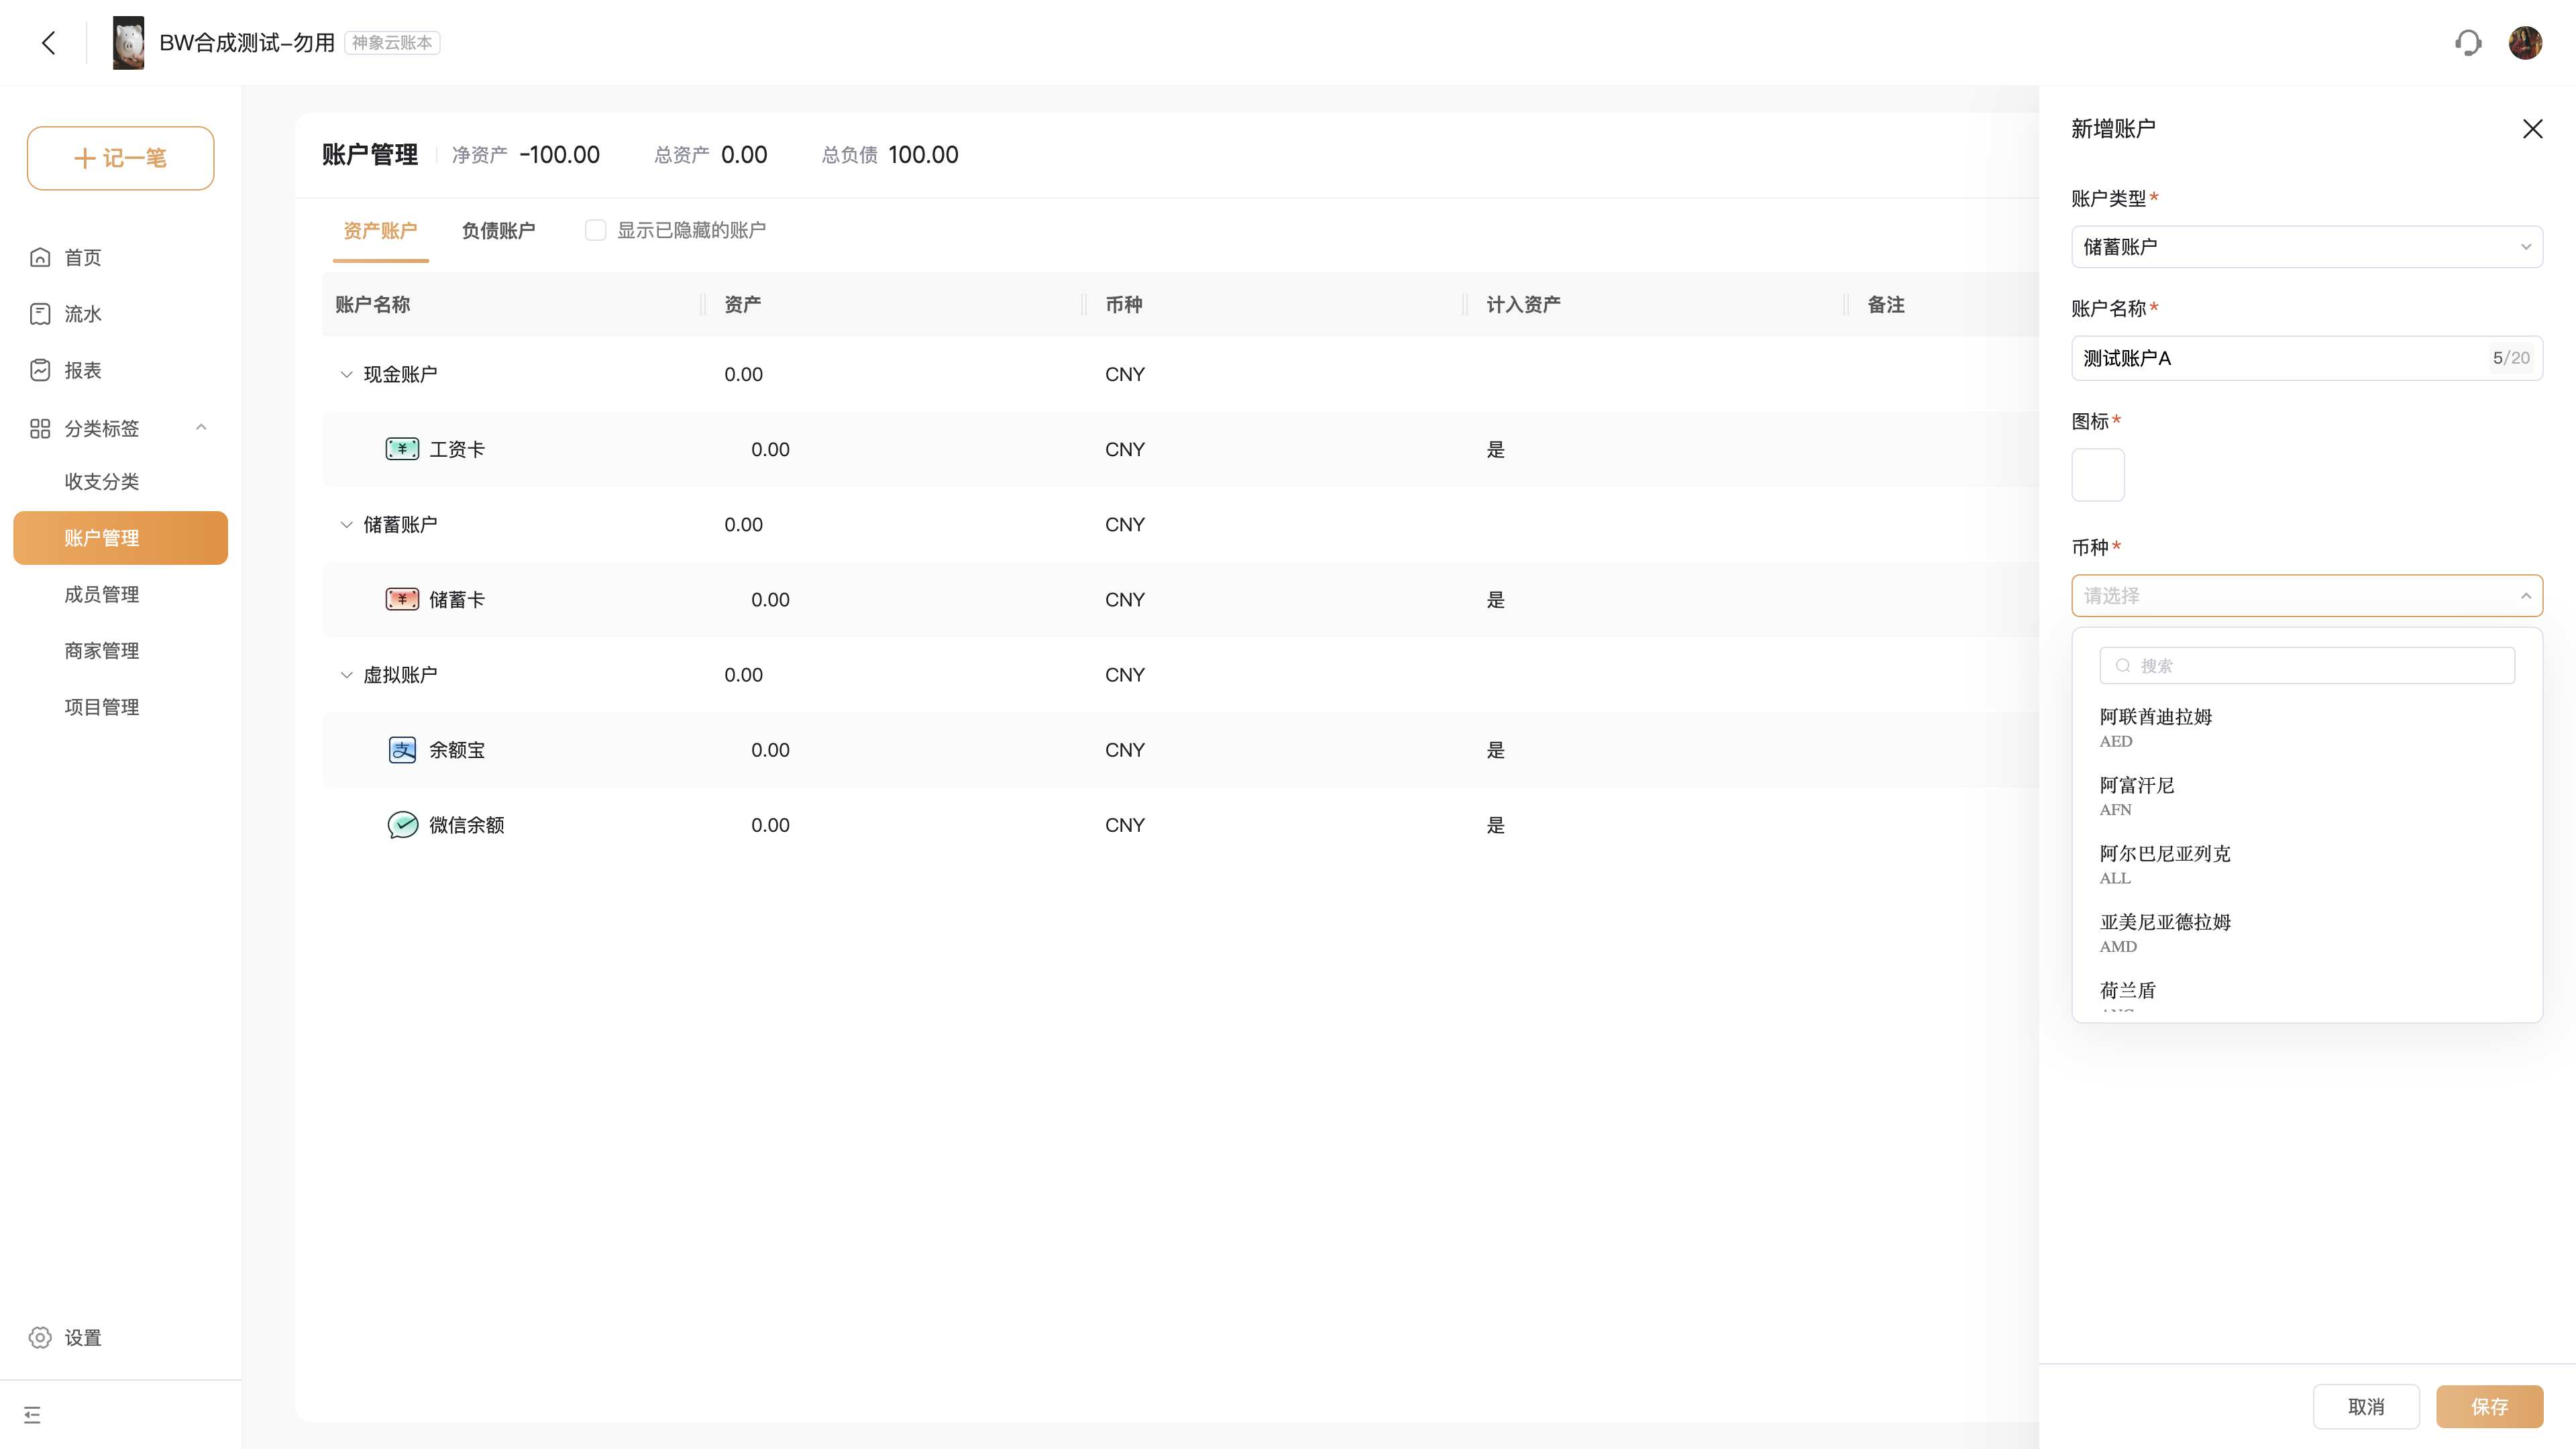 BW合成测试-勿用 神象云账本
记一笔
首页
流水
报表
分类标签
收支分类
账户管理
成员管理
商家管理
项目管理
设置
账户管理 净资产 -100.00 总资产 0.00 总负债 100.00
资产账户 负债账户 显示已隐藏的账户
账户名称 资产 币种 计入资产 备注
现金账户 0.00 CNY
工资卡 0.00 CNY 是
储蓄账户 0.00 CNY
储蓄卡 0.00 CNY 是
虚拟账户 0.00 CNY
支 余额宝 0.00 CNY 是
微信余额 0.00 CNY 是
新增账户
账户类型*
储蓄账户
账户名称*
测试账户A 5/20
图标*
币种*
请选择
搜索
阿联酋迪拉姆
AED
阿富汗尼
AFN
阿尔巴尼亚列克
ALL
亚美尼亚德拉姆
AMD
荷兰盾
取消 保存